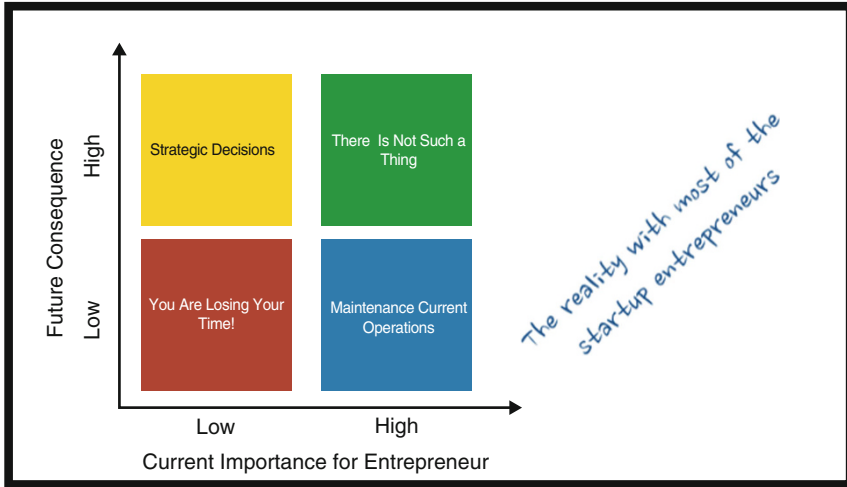 Future Consequence
High
Low
Strategic Decisions
There Is Not Such a
Thing
You Are Losing Your
Time!
Maintenance Current
Operations
Low
High
Current Importance for Entrepreneur
The reality with most of the
startup entrepreneurs